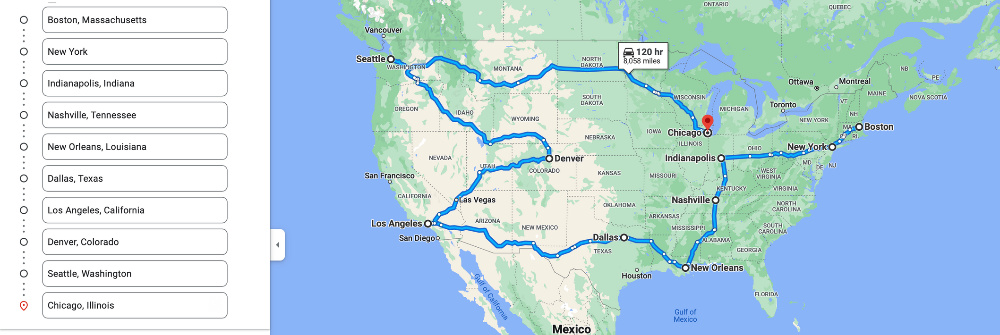 Boston, Massachusetts
New York
Indianapolis, Indiana
Nashville, Tennessee
New Orleans, Louisiana
Dallas, Texas
Los Angeles, California
Denver, Colorado
Seattle, Washington
Chicago, Illinois
ONTARIO
QUEBEC
Vancouver
120 hr
8,058 miles
Seattle
WASHINGTON
MONTANA
NORTH
DAKOTA
NB
PE
Ottawa
Montreal
MAINE
NOVA SCOTIA
SOUTH
DAKOTA
WISCONSIN
VT
Toronto
MICHIGAN
NH
OREGON
IDAHO
WYOMING
NEW YORK
MA
Boston
IOWA
Chicago
CT
RI
NEBRASKA
ILLINOIS
New York
OHIO
NEVADA
Denver
Indianapolis
MD
DE
NJ
UTAH
COLORADO
KANSAS
MISSOURI
WEST
VIRGINIA
San Francisco
KENTUCKY
VIRGINIA
CALIFORNIA
Las Vegas
Nashville
OKLAHOMA
NORTH
CAROLINA
ARKANSAS
Los Angeles
ARIZONA
NEW MEXICO
MISSISSIPPI
SOUTH
CAROLINA
San Diego
Dallas
ALABAMA
TEXAS
GEORGIA
New Orleans
Houston
Gulf of California
FLORIDA
Gulf of
Mexico
Mexico